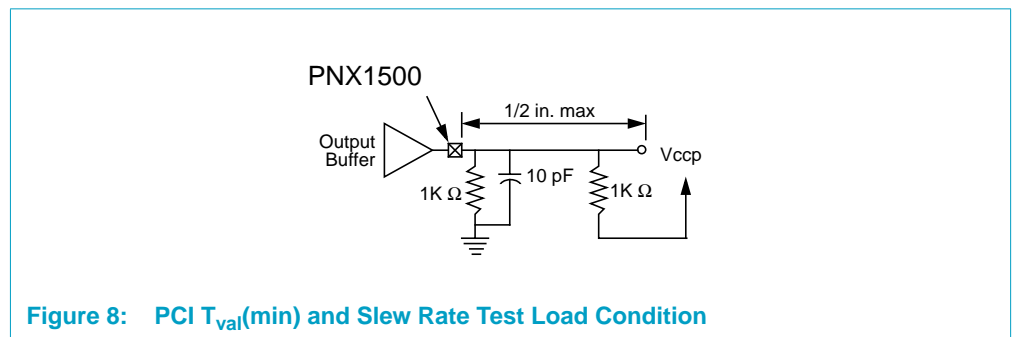 PNX1500
1/2 in. max
Output
Buffer
Vccp
10 pF
1K Ω
1K Ω
Figure 8: PCI Tval(min) and Slew Rate Test Load Condition